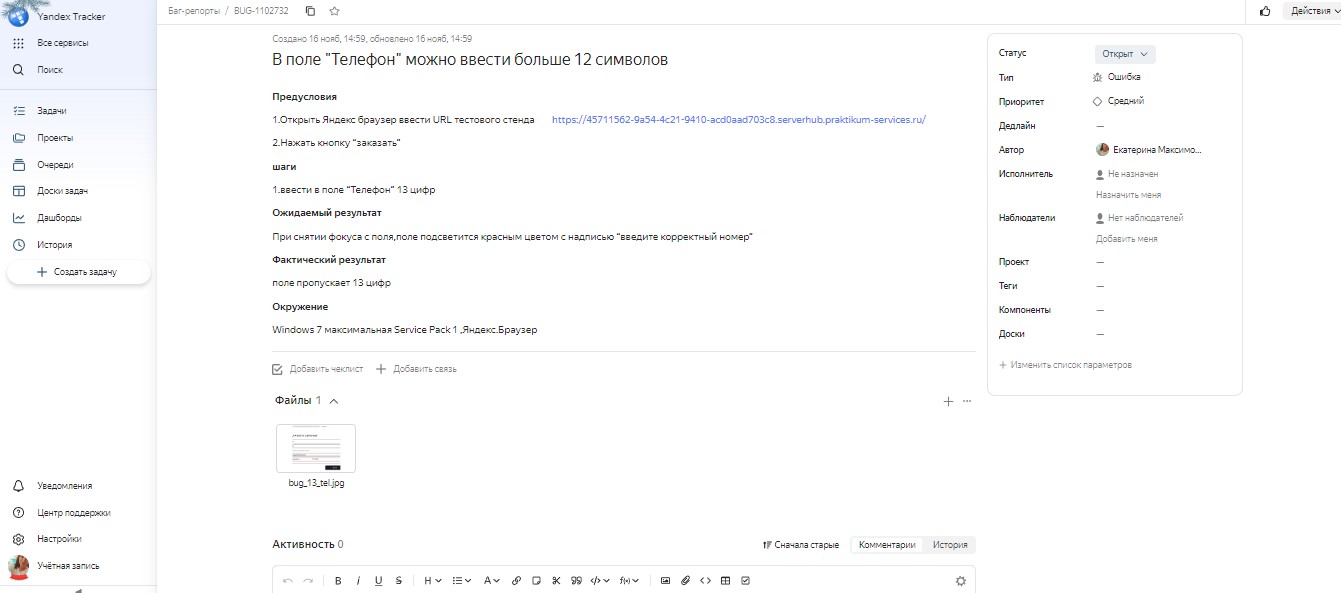 Yandex Tracker
Все сервисы
Поиск
Задачи
Проекты
Очереди
Доски задач
Дашборды
История
Создать задачу
Уведомления
Центр поддержки
Настройки
Учётная запись
Баг-репорты / BUG-1102732
Действия
Создано 16 нояб, 14:59, обновлено 16 нояб, 14:59
В поле "Телефон" можно ввести больше 12 символов
Предусловия
1.Открыть Яндекс браузер ввести URL тестового стенда https://45711562-9a54-4c21-9410-acd0aad703c8.serverhub.praktikum-services.ru/
2.Нажать кнопку “заказать”
шаги
1.ввести в поле “Телефон” 13 цифр
Ожидаемый результат
При снятии фокуса с поля,поле подсветится красным цветом с надписью “введите корректный номер”
Фактический результат
поле пропускает 13 цифр
Окружение
Windows 7 максимальная Service Pack 1 ,Яндекс.Браузер
Добавить чеклист
Добавить связь
Файлы 1
bug_13_tel.jpg
Активность 0
Сначала старые
Комментарии
История
B I U S H A f(x)
Статус Открыт
Тип Ошибка
Приоритет Средний
Дедлайн —
Автор Екатерина Максимо...
Исполнитель Не назначен
Назначить меня
Наблюдатели Нет наблюдателей
Добавить меня
Проект —
Теги —
Компоненты —
Доски —
+ Изменить список параметров